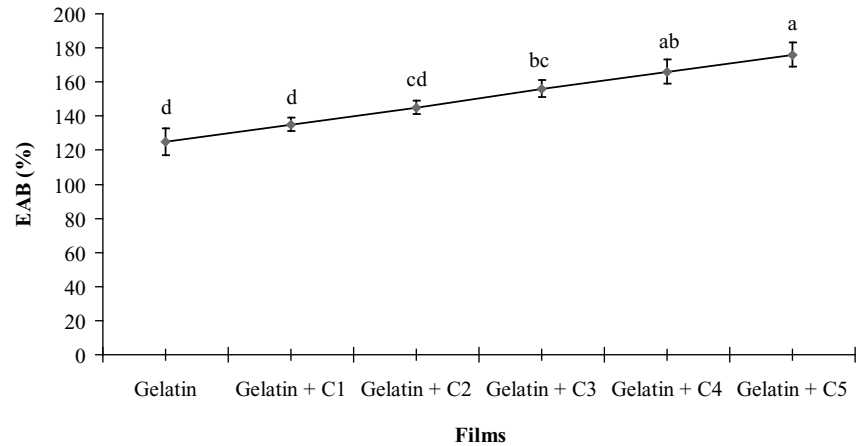 200
180
160
140
120
100
80
60
40
20
0
EAB (%)
d
d
cd
bc
ab
a
Gelatin Gelatin + C1 Gelatin + C2 Gelatin + C3 Gelatin + C4 Gelatin + C5
Films